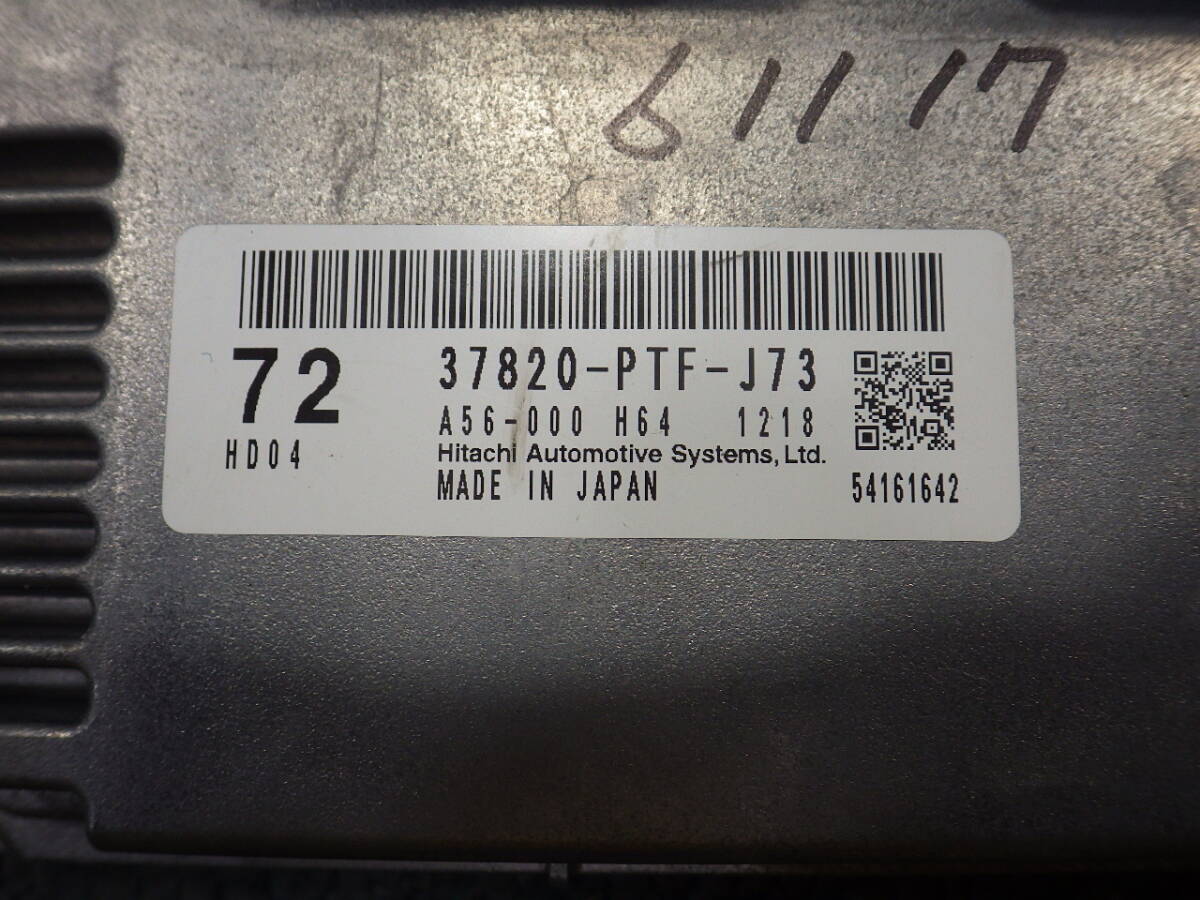 61117
72 37820-PTF-J73
A56-000 H64 1218
HD04 Hitachi Automotive Systems, Ltd.
MADE IN JAPAN 54161642